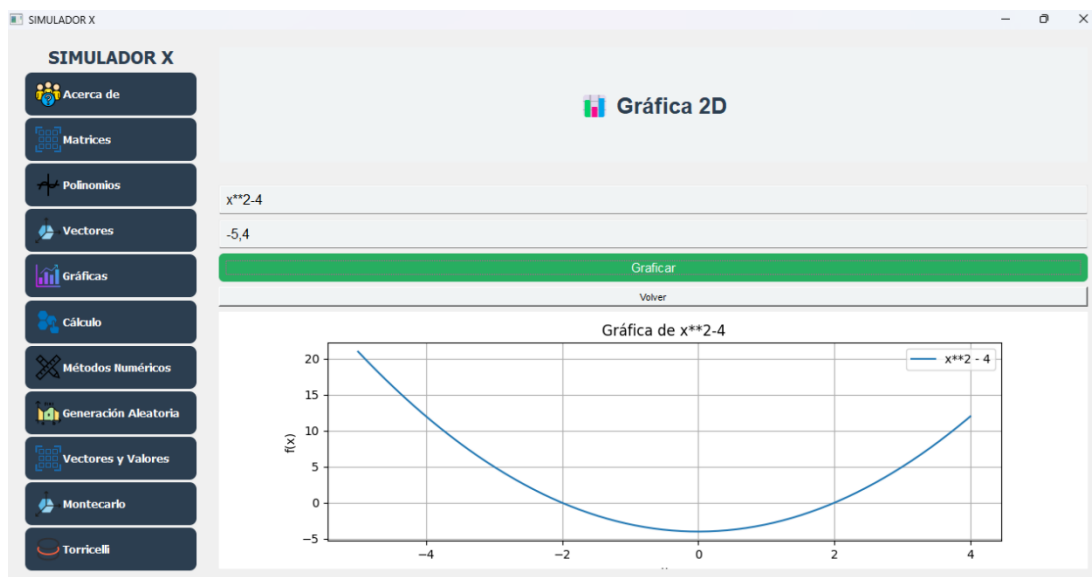 SIMULADOR X
SIMULADOR X
Acerca de
Matrices
Polinomios
Vectores
Gráficas
Cálculo
Métodos Numéricos
Generación Aleatoria
Vectores y Valores
Montecarlo
Torricelli
Gráfica 2D
x**2-4
-5,4
Graficar
Volver
Gráfica de x**2-4
x**2 - 4
f(x)
20
15
10
5
0
−5
−4
−2
0
2
4